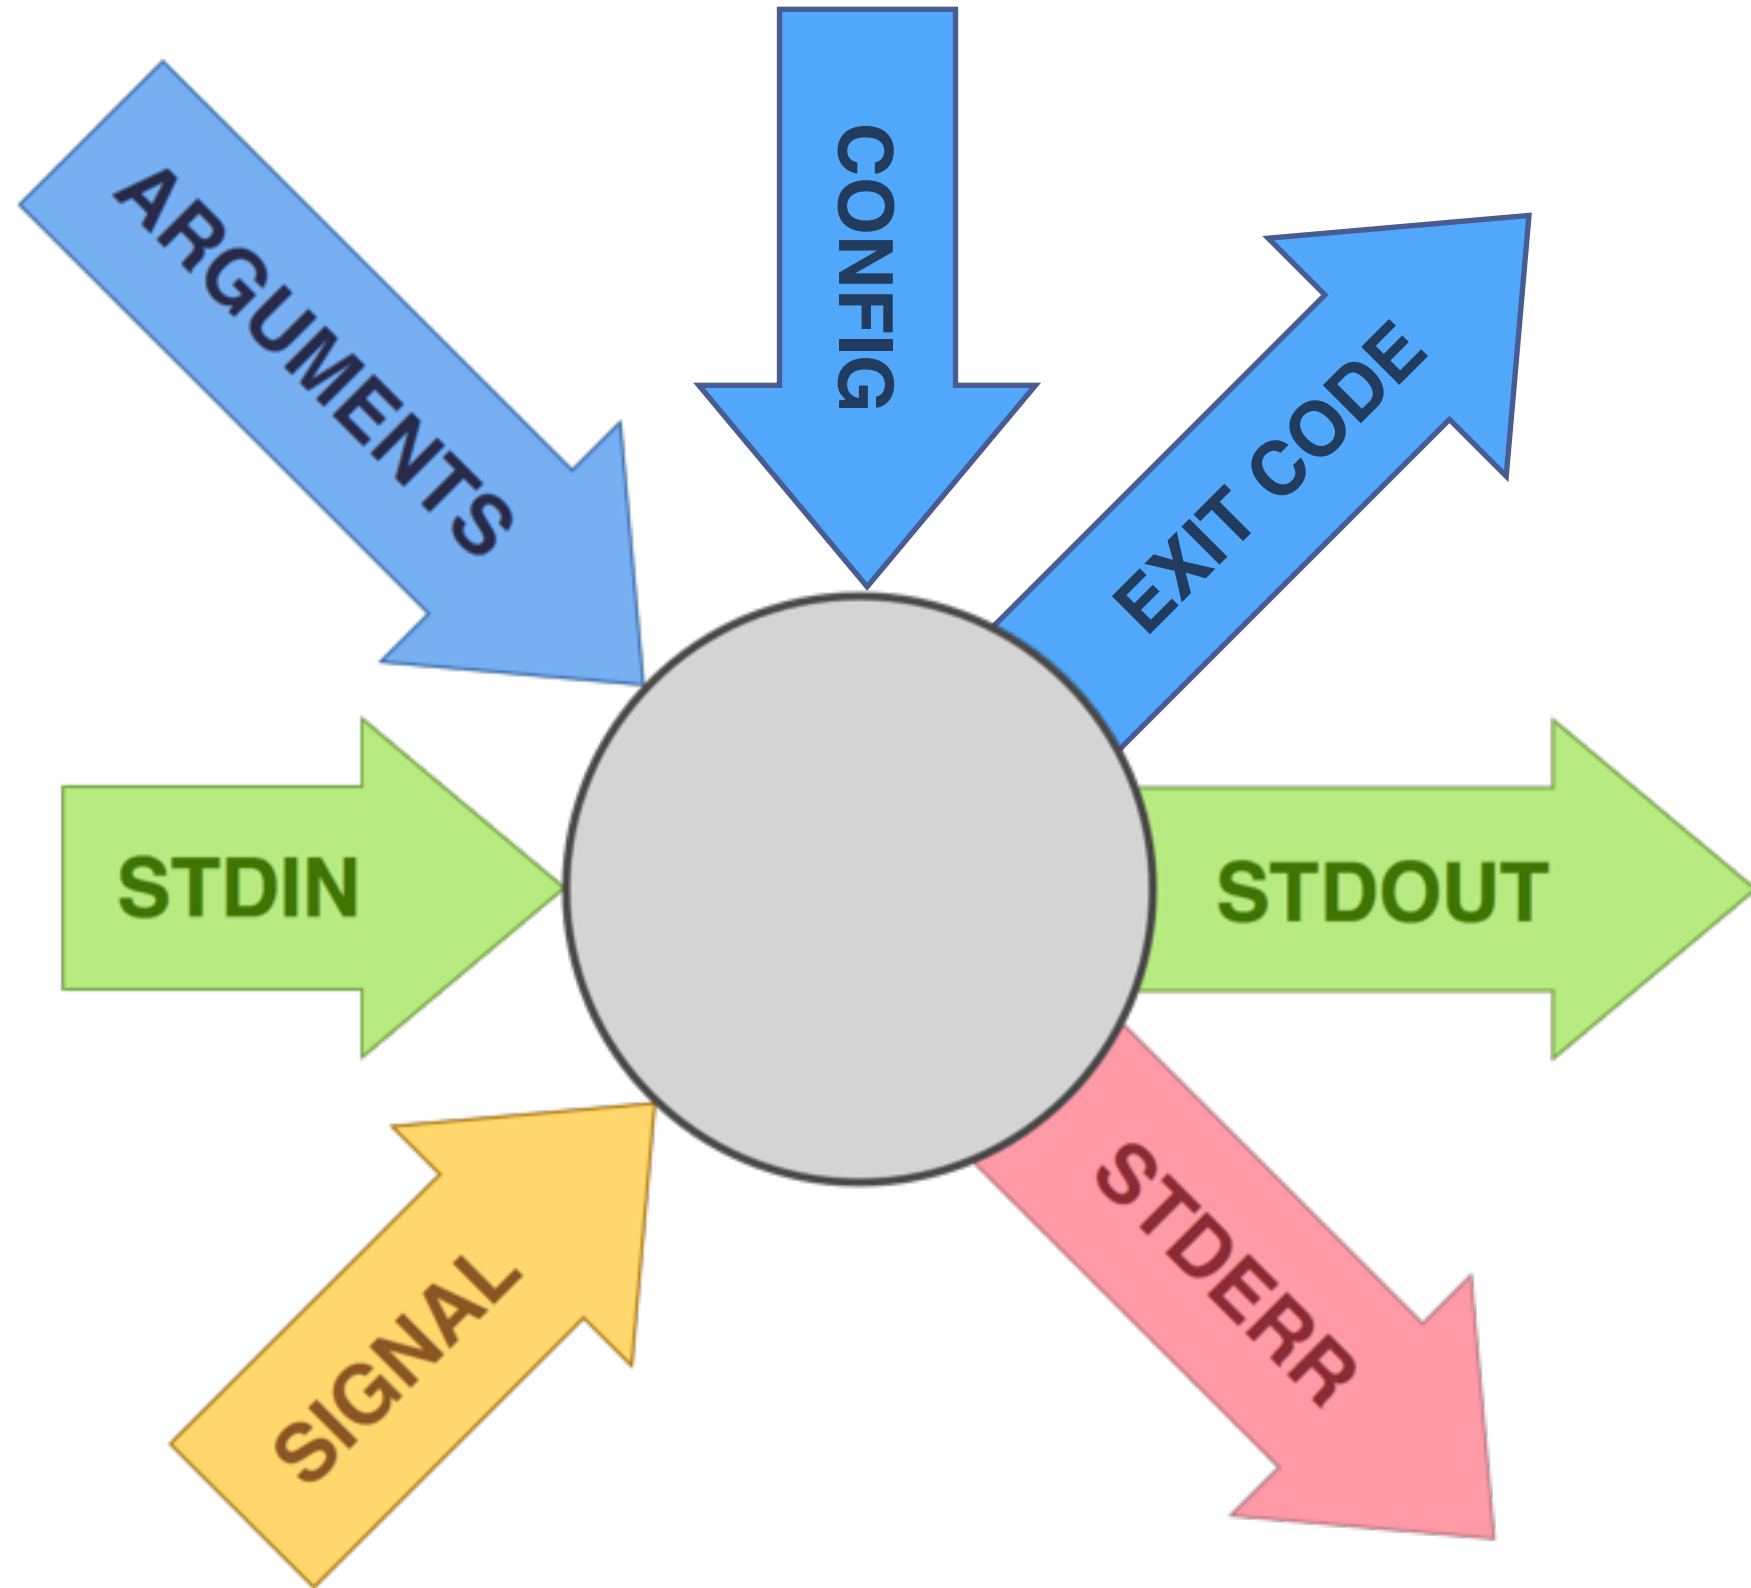 CONFIG
ARGUMENTS
EXIT CODE
STDIN
STDOUT
SIGNAL
STDERR